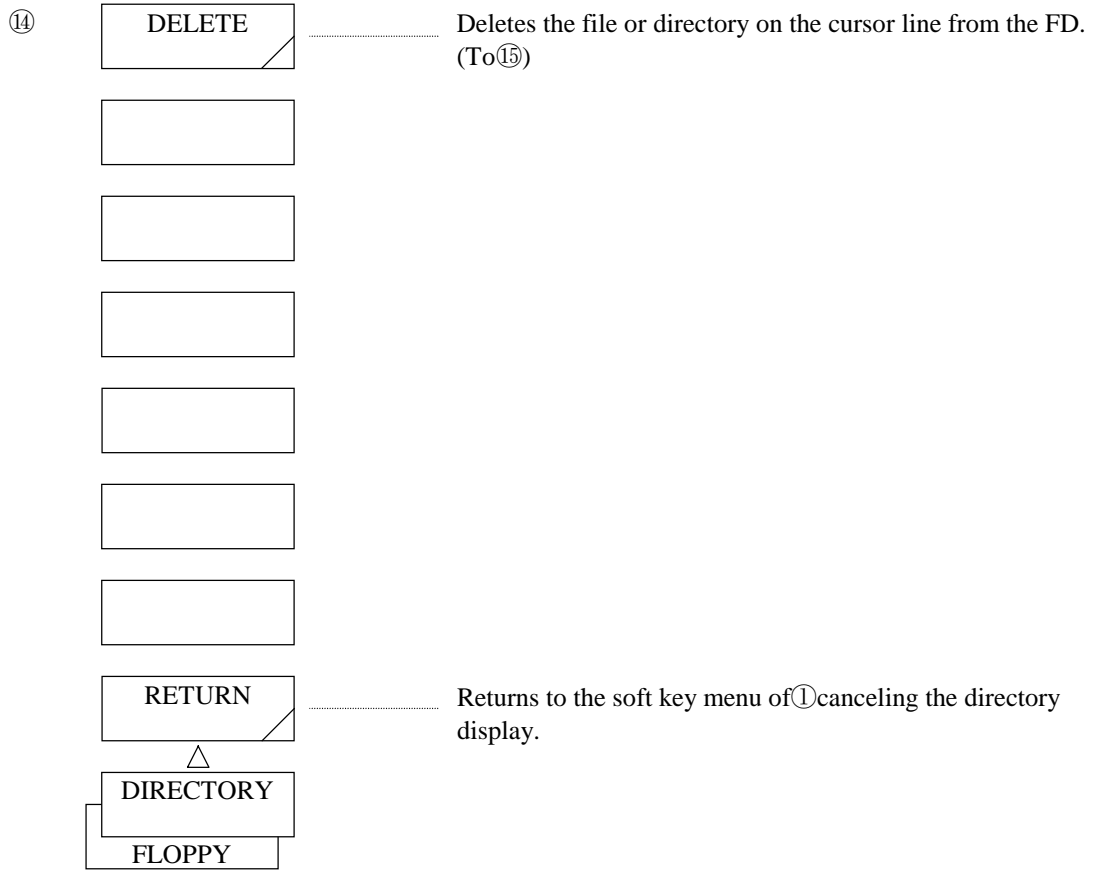 ⑭ DELETE Deletes the file or directory on the cursor line from the FD.
(To⑮)
RETURN Returns to the soft key menu of①canceling the directory
display.
DIRECTORY
FLOPPY